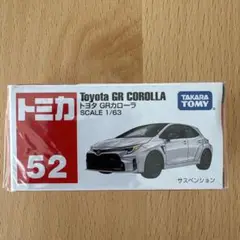 トミカ
52
Toyota GR COROLLA
トヨタ GRカローラ
SCALE 1/63
TAKARA
TOMY
サスペンション